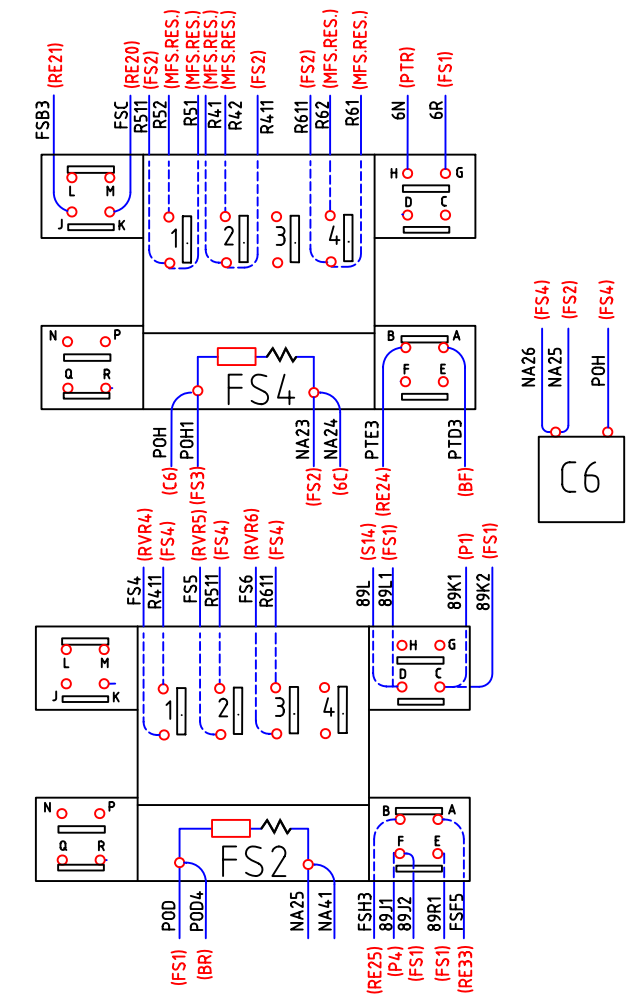 (RE21) (RE20) (FS2) (MFS.RES.) (MFS.RES.) (MFS.RES.) (MFS.RES.) (FS2) (FS2) (MFS.RES.) (MFS.RES.) (PTR) (FS1)
FSB3 FSC R511 R52 R51 R41 R42 R411 R611 R62 R61 6N 6R
L M H G
J K D C
1 2 3 4
N P B A
Q R F E
FS4
POH POH1 NA23 NA24 PTE3 PTD3
(C6) (FS3) (FS2) (6C) (RE24) (BF)
(FS4) (FS2) (FS4)
NA26 NA25 POH
C6
(RVR4) (FS4) (RVR5) (FS4) (RVR6) (FS4) (S14) (FS1) (P1) (FS1)
FS4 R411 FS5 R511 FS6 R611 89L 89L1 89K1 89K2
L M H G
J K D C
1 2 3 4
N P B A
Q R F E
FS2
POD POD4 NA25 NA41 FSH3 89J1 89J2 89R1 FSF5
(FS1) (BR) (RE25) (P4) (FS1) (FS1) (RE33)